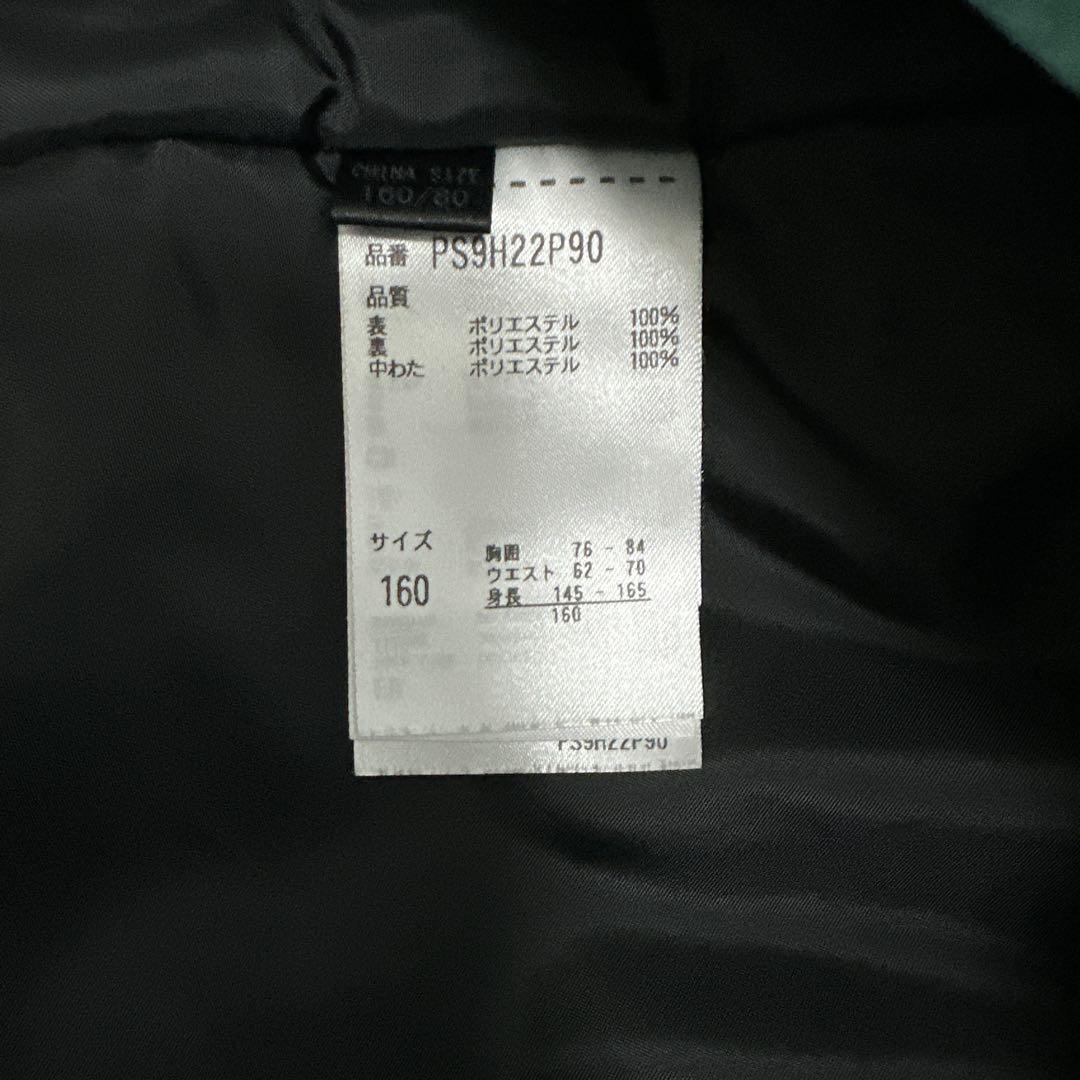 CHINA SIZE
160/80
品番 PS9H22P90
品質
表 ポリエステル 100%
裏 ポリエステル 100%
中わた ポリエステル 100%
サイズ
160
胸囲 76 - 84
ウエスト 62 - 70
身長 145 - 165
160
PS9H22P90